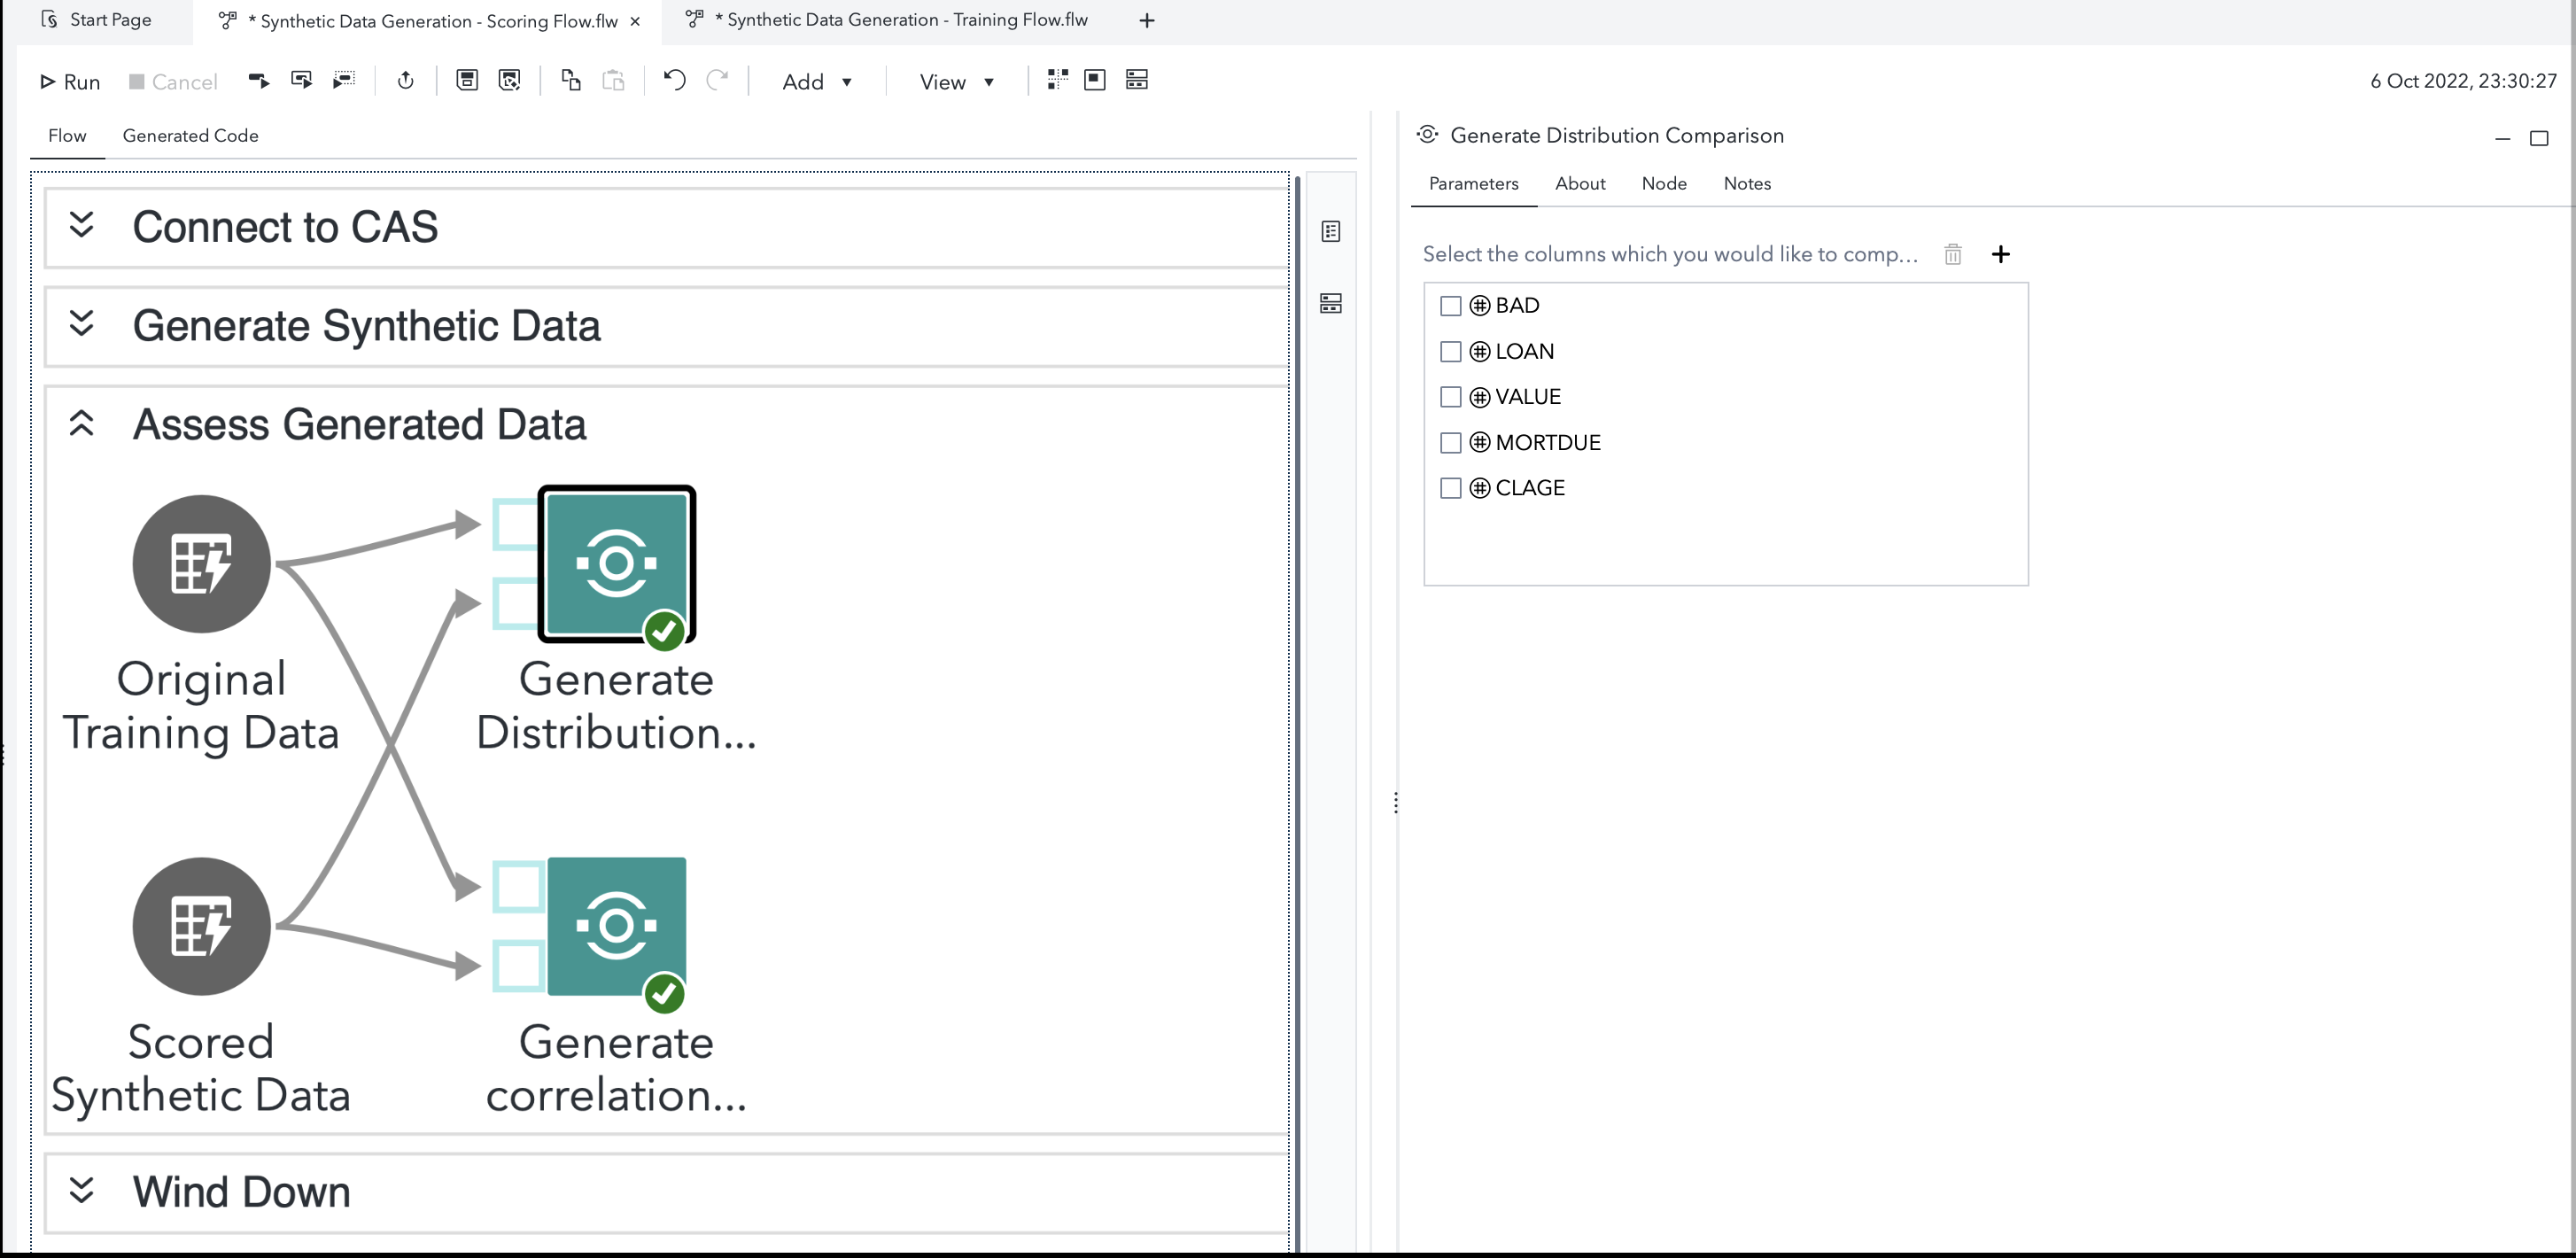 Start Page
* Synthetic Data Generation - Scoring Flow.flw ×
* Synthetic Data Generation - Training Flow.flw
Run
Cancel
Add
View
6 Oct 2022, 23:30:27
Flow
Generated Code
Connect to CAS
Generate Synthetic Data
Assess Generated Data
Original
Training Data
Generate
Distribution...
Scored
Synthetic Data
Generate
correlation...
Wind Down
Generate Distribution Comparison
Parameters
About
Node
Notes
Select the columns which you would like to comp...
BAD
LOAN
VALUE
MORTDUE
CLAGE